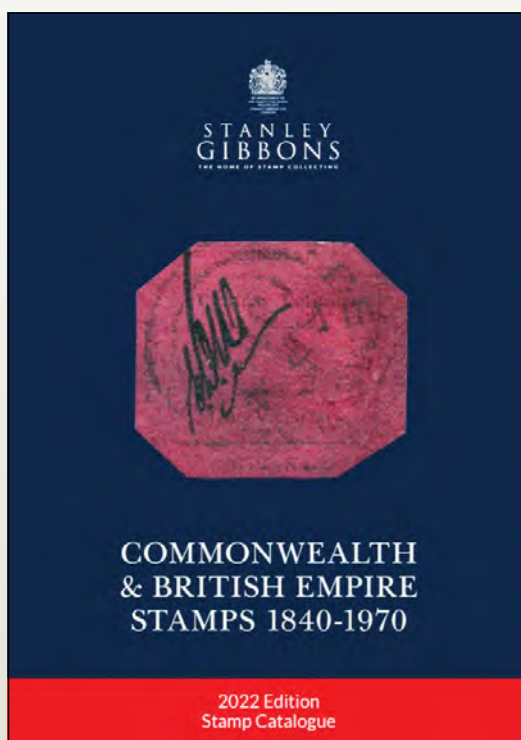 STANLEY
GIBBONS
THE HOME OF STAMP COLLECTING
COMMONWEALTH
& BRITISH EMPIRE
STAMPS 1840-1970
2022 Edition
Stamp Catalogue